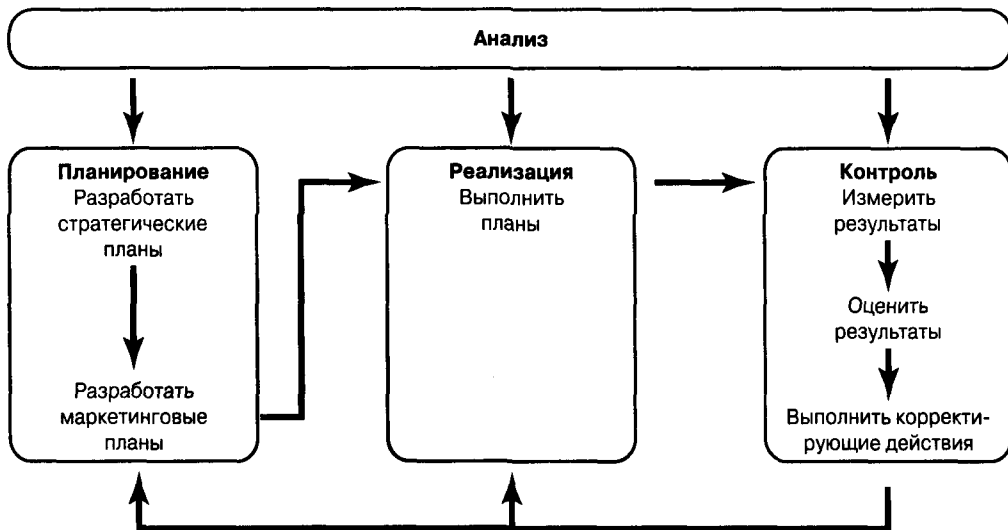 Анализ
Планирование
Разработать
стратегические
планы
Разработать
маркетинговые
планы
Реализация
Выполнить
планы
Контроль
Измерить
результаты
Оценить
результаты
Выполнить корректи-
рующие действия